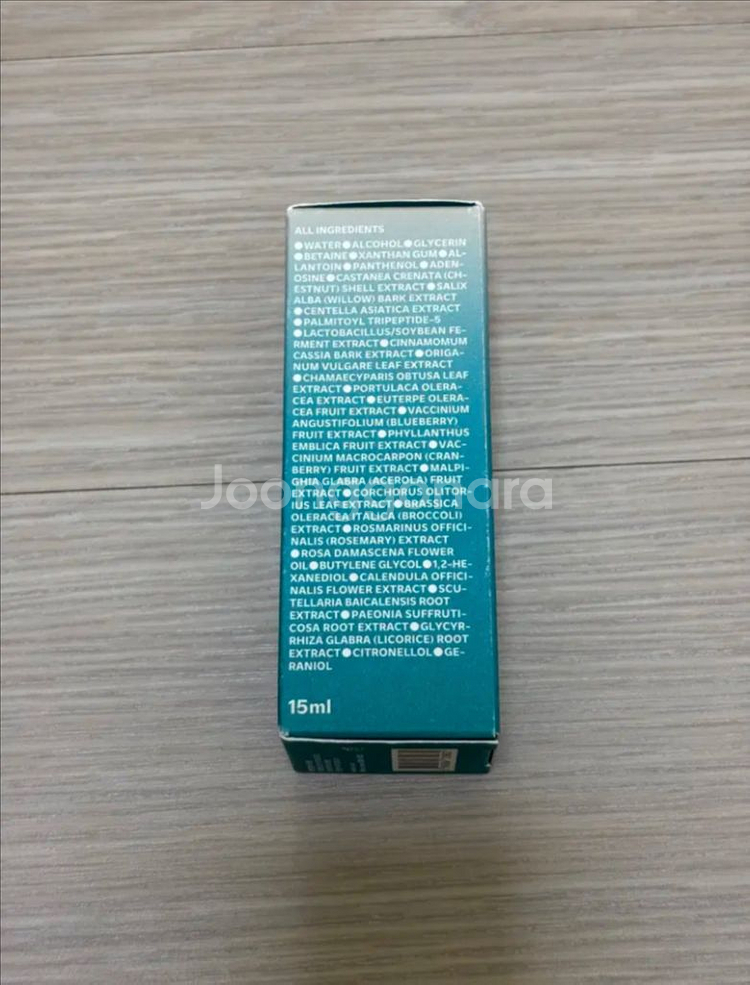 ALL INGREDIENTS
●WATER●ALCOHOL●GLYCERIN
●BETAINE●XANTHAN GUM●AL-
LANTOIN●PANTHENOL●ADEN-
OSINE●CASTANEA CRENATA (CH-
ESTNUT) SHELL EXTRACT●SALIX
ALBA (WILLOW) BARK EXTRACT
●CENTELLA ASIATICA EXTRACT
●PALMITOYL TRIPEPTIDE-5
●LACTOBACILLUS/SOYBEAN FE-
RMENT EXTRACT●CINNAMOMUM
CASSIA BARK EXTRACT●ORIGA-
NUM VULGARE LEAF EXTRACT
●CHAMAECYPARIS OBTUSA LEAF
EXTRACT●PORTULACA OLERA-
CEA EXTRACT●EUTERPE OLERA-
CEA FRUIT EXTRACT●VACCINIUM
ANGUSTIFOLIUM (BLUEBERRY)
FRUIT EXTRACT●PHYLLANTHUS
EMBLICA FRUIT EXTRACT●VAC-
CINIUM MACROCARPON (CRAN-
BERRY) FRUIT EXTRACT●MALPI-
GHIA GLABRA (ACEROLA) FRUIT
EXTRACT●CORCHORUS OLITOR-
IUS LEAF EXTRACT●BRASSICA
OLERACEA ITALICA (BROCCOLI)
EXTRACT●ROSMARINUS OFFICI-
NALIS (ROSEMARY) EXTRACT
●ROSA DAMASCENA FLOWER
OIL●BUTYLENE GLYCOL●1,2-HE-
XANEDIOL●CALENDULA OFFICI-
NALIS FLOWER EXTRACT●SCU-
TELLARIA BAICALENSIS ROOT
EXTRACT●PAEONIA SUFFRUTI-
COSA ROOT EXTRACT●GLYCYR-
RHIZA GLABRA (LICORICE) ROOT
EXTRACT●CITRONELLOL●GE-
RANIOL
15ml
Joonggonara